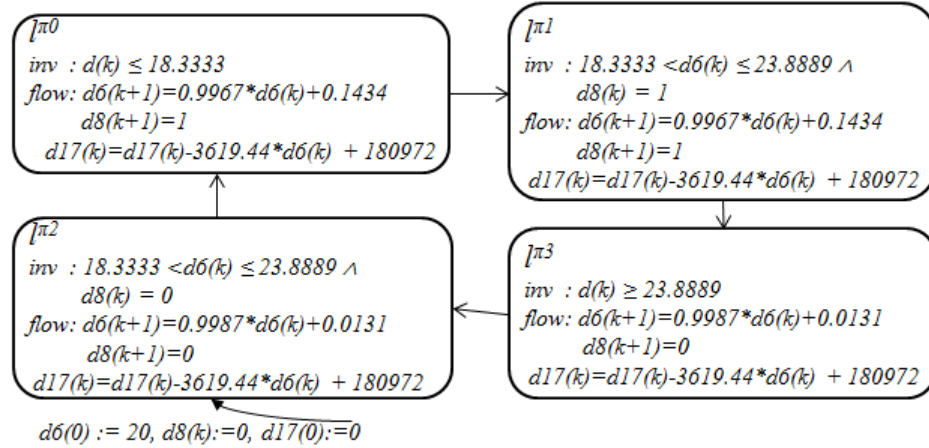 lπ0
inv : d(k) ≤ 18.3333
flow: d6(k+1)=0.9967*d6(k)+0.1434
d8(k+1)=1
d17(k)=d17(k)-3619.44*d6(k) + 180972
lπ1
inv : 18.3333 <d6(k) ≤ 23.8889 ∧
d8(k) = 1
flow: d6(k+1)=0.9967*d6(k)+0.1434
d8(k+1)=1
d17(k)=d17(k)-3619.44*d6(k) + 180972
lπ2
inv : 18.3333 <d6(k) ≤ 23.8889 ∧
d8(k) = 0
flow: d6(k+1)=0.9987*d6(k)+0.0131
d8(k+1)=0
d17(k)=d17(k)-3619.44*d6(k) + 180972
lπ3
inv : d(k) ≥ 23.8889
flow: d6(k+1)=0.9987*d6(k)+0.0131
d8(k+1)=0
d17(k)=d17(k)-3619.44*d6(k) + 180972
d6(0) := 20, d8(k):=0, d17(0):=0